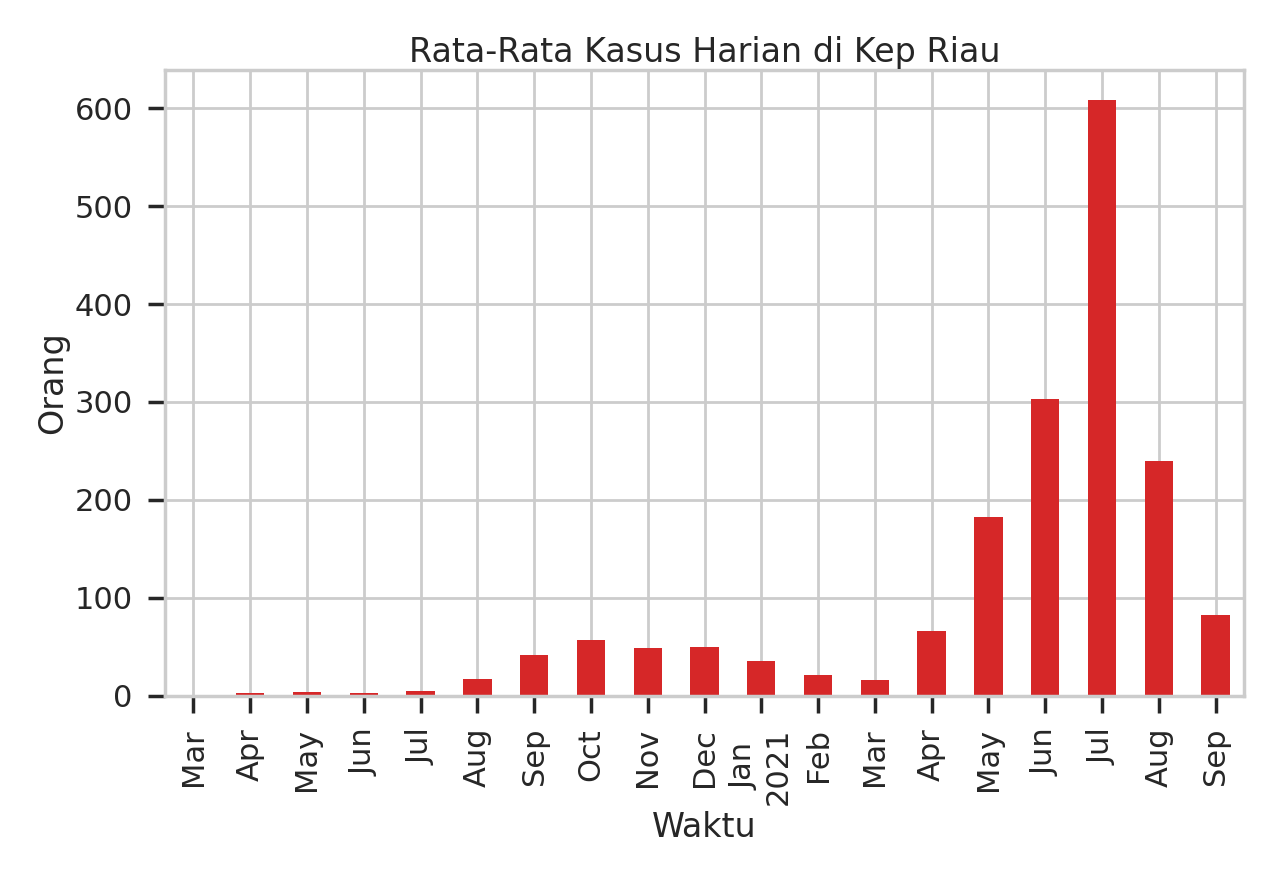 Rata-Rata Kasus Harian di Kep Riau
600
500
400
300
200
100
0
Orang
Mar
Apr
May
Jun
Jul
Aug
Sep
Oct
Nov
Dec
Jan
2021
Feb
Mar
Apr
May
Jun
Jul
Aug
Sep
Waktu